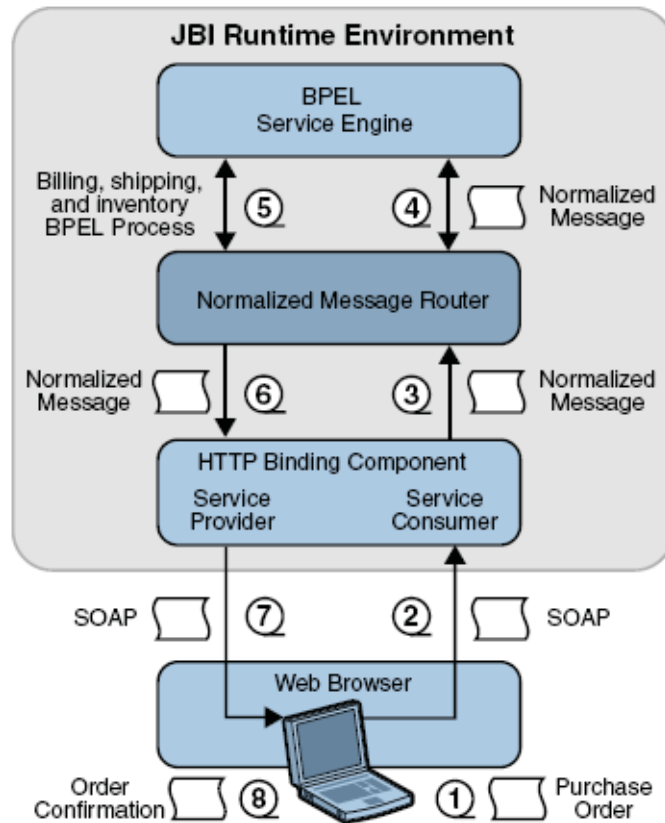 JBI Runtime Environment
BPEL
Service Engine
Billing, shipping,
and inventory
BPEL Process
5
4
Normalized
Message
Normalized Message Router
Normalized
Message
6
3
Normalized
Message
HTTP Binding Component
Service
Provider
Service
Consumer
SOAP
7
2
SOAP
Web Browser
Order
Confirmation
8
1
Purchase
Order